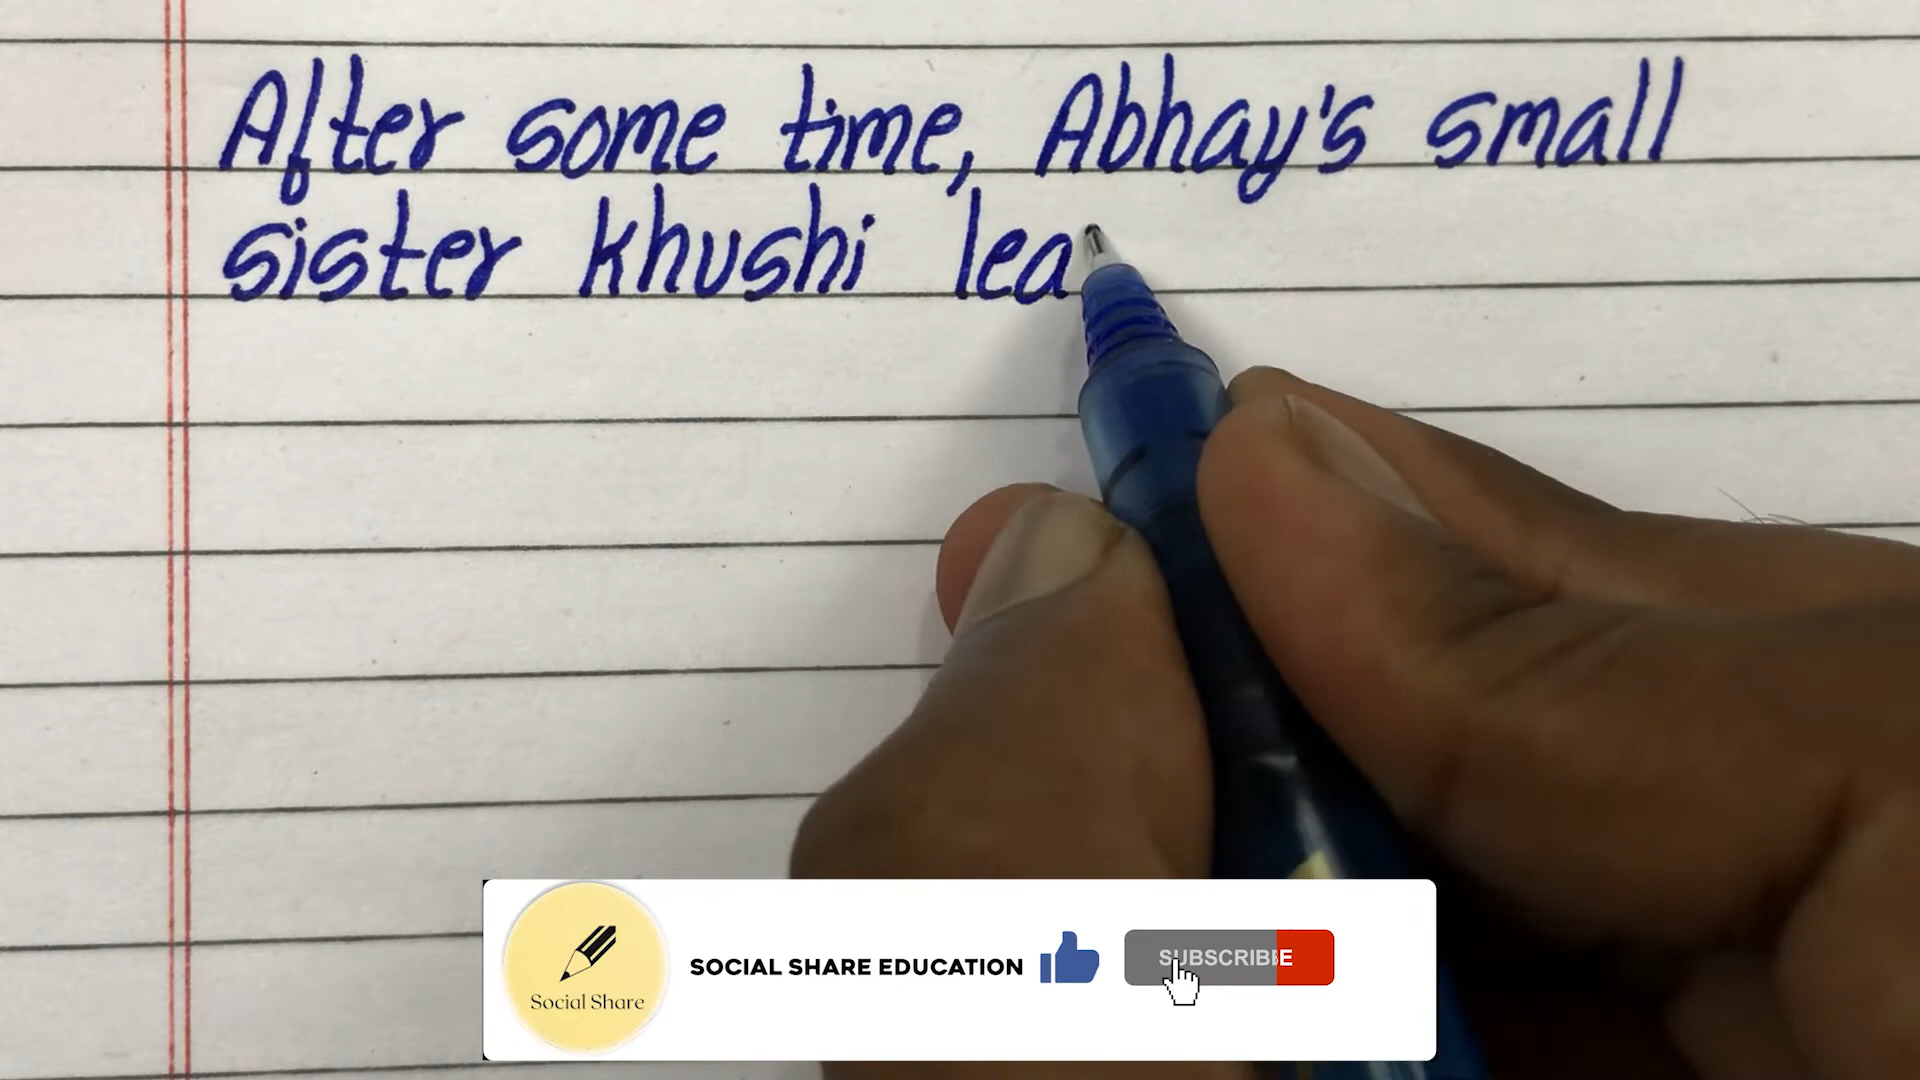 After some time, Abhay's small
sister khushi lea
Social Share
SOCIAL SHARE EDUCATION
SUBSCRIBE